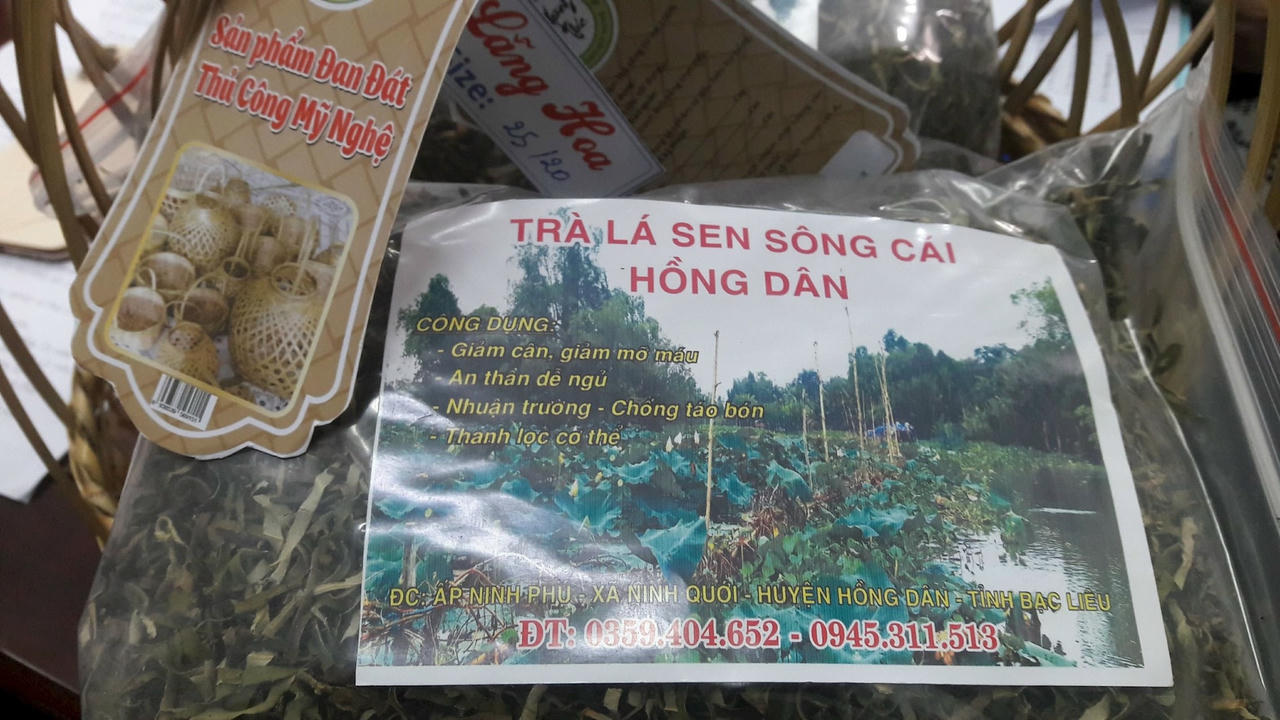 Sản phẩm Đan Đát
Thủ Công Mỹ Nghệ
Lẵng Hoa
Size:
25/20
TRÀ LÁ SEN SÔNG CÁI
HỒNG DÂN
CÔNG DỤNG:
- Giảm cân, giảm mỡ máu
- An thần dễ ngủ
- Nhuận trường - Chống táo bón
- Thanh lọc cơ thể
ĐC: ẤP NINH PHÚ - XÃ NINH QUỚI - HUYỆN HỒNG DÂN - TỈNH BẠC LIÊU
ĐT: 0359.404.652 - 0945.311.513